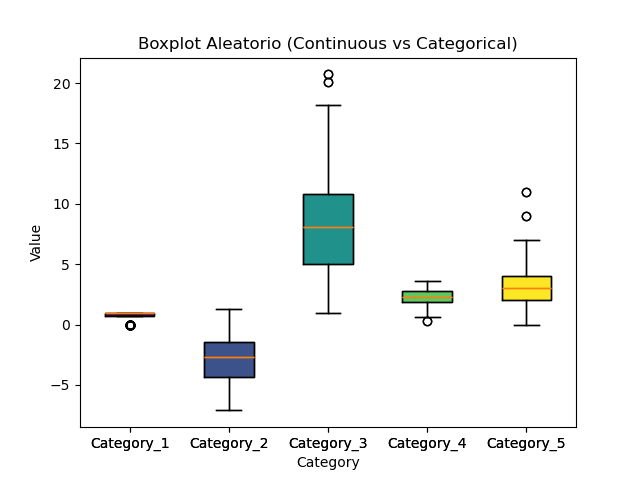 Boxplot Aleatorio (Continuous vs Categorical)
20
15
10
5
0
−5
Value
Category_1 Category_2 Category_3 Category_4 Category_5
Category